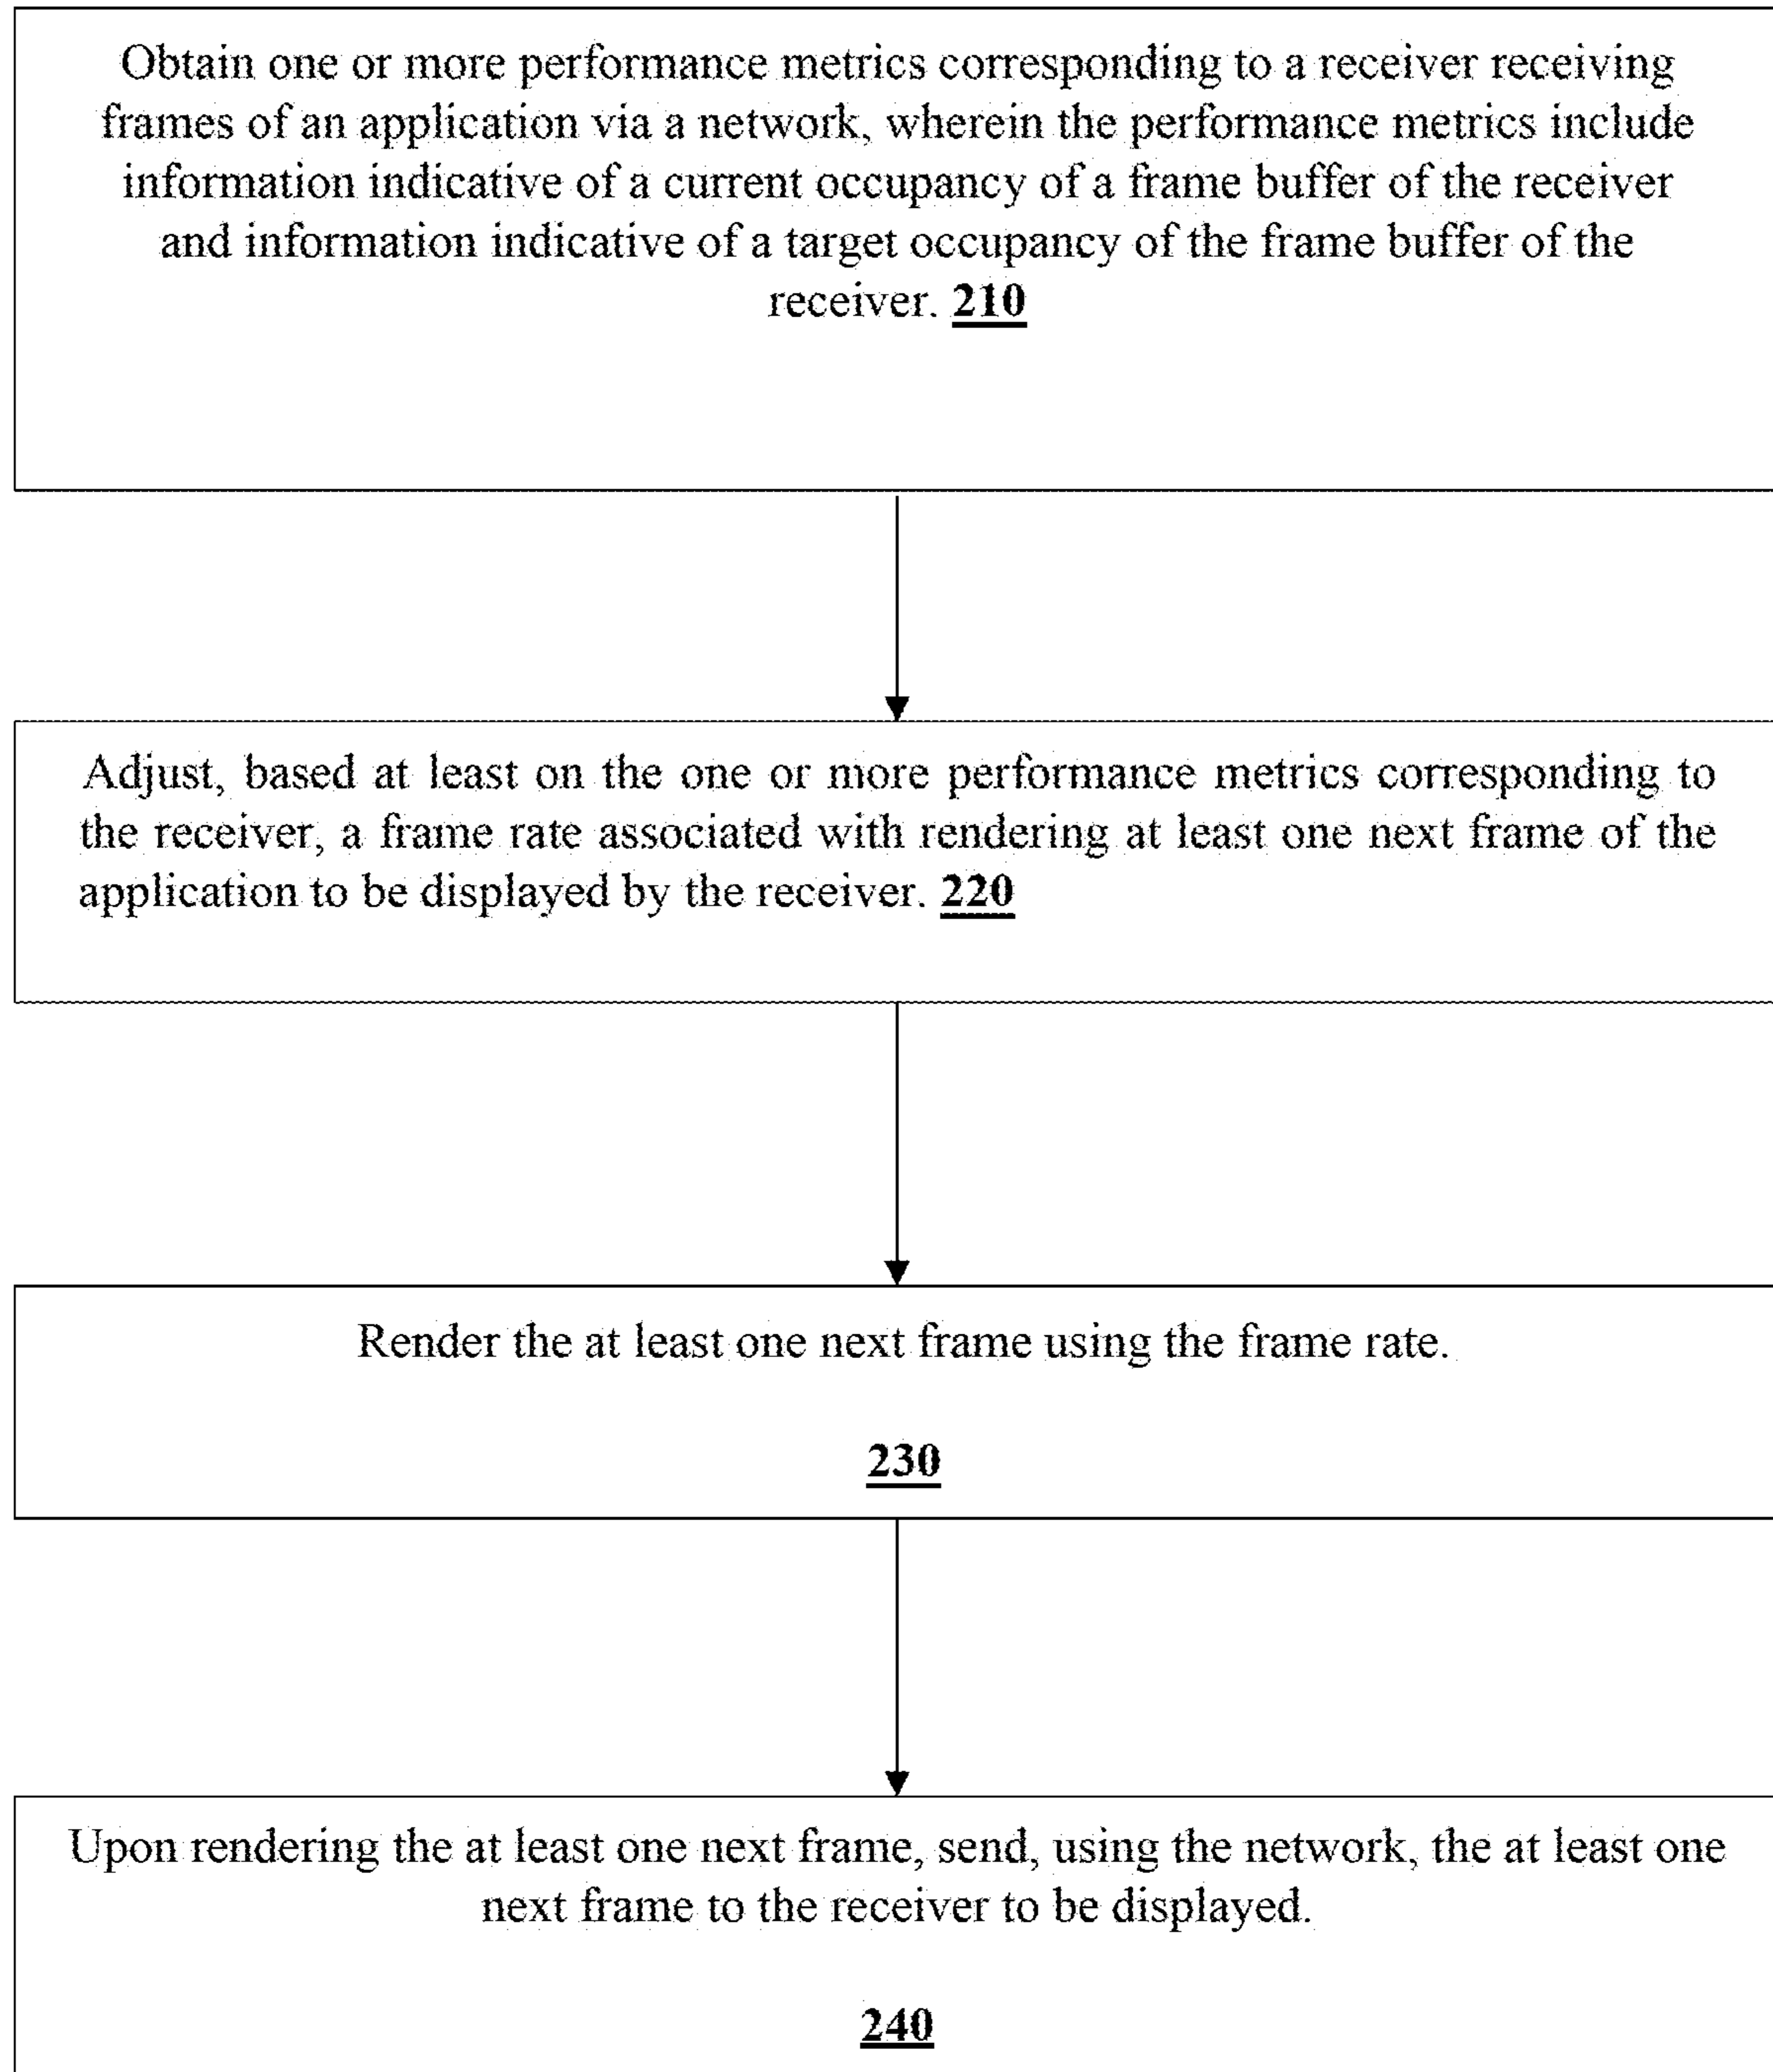 Obtain one or more performance metrics corresponding to a receiver receiving
frames of an application via a network, wherein the performance metrics include
information indicative of a current occupancy of a frame buffer of the receiver
and information indicative of a target occupancy of the frame buffer of the
receiver. 210
Adjust, based at least on the one or more performance metrics corresponding to
the receiver, a frame rate associated with rendering at least one next frame of the
application to be displayed by the receiver. 220
Render the at least one next frame using the frame rate.
230
Upon rendering the at least one next frame, send, using the network, the at least one
next frame to the receiver to be displayed.
240